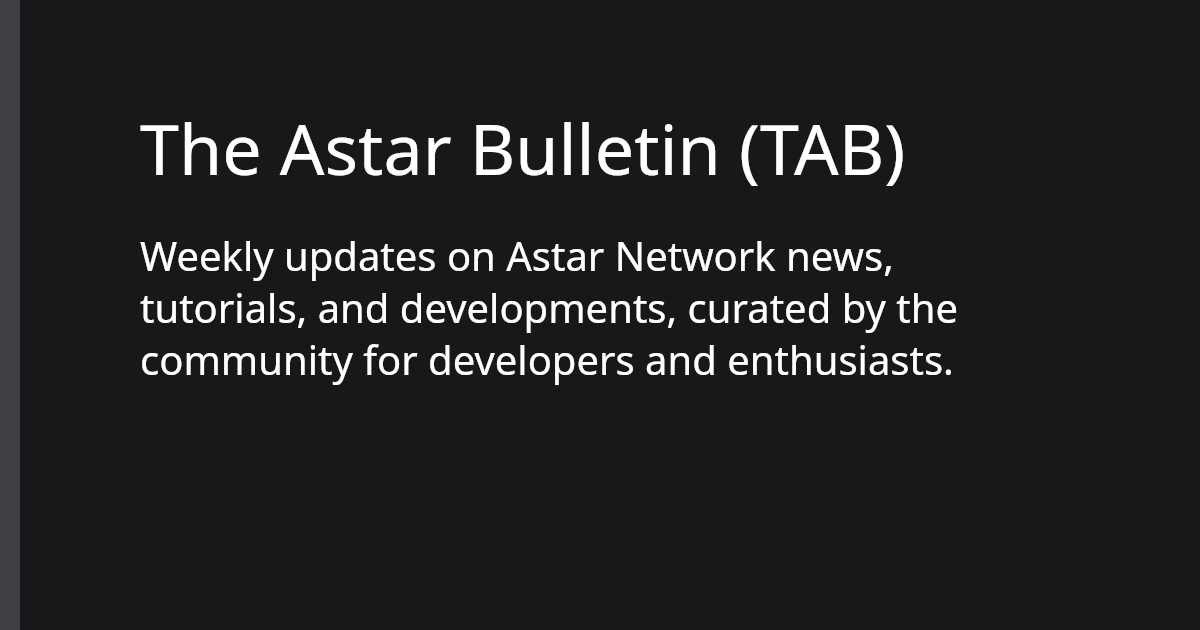 The Astar Bulletin (TAB)
Weekly updates on Astar Network news,
tutorials, and developments, curated by the
community for developers and enthusiasts.